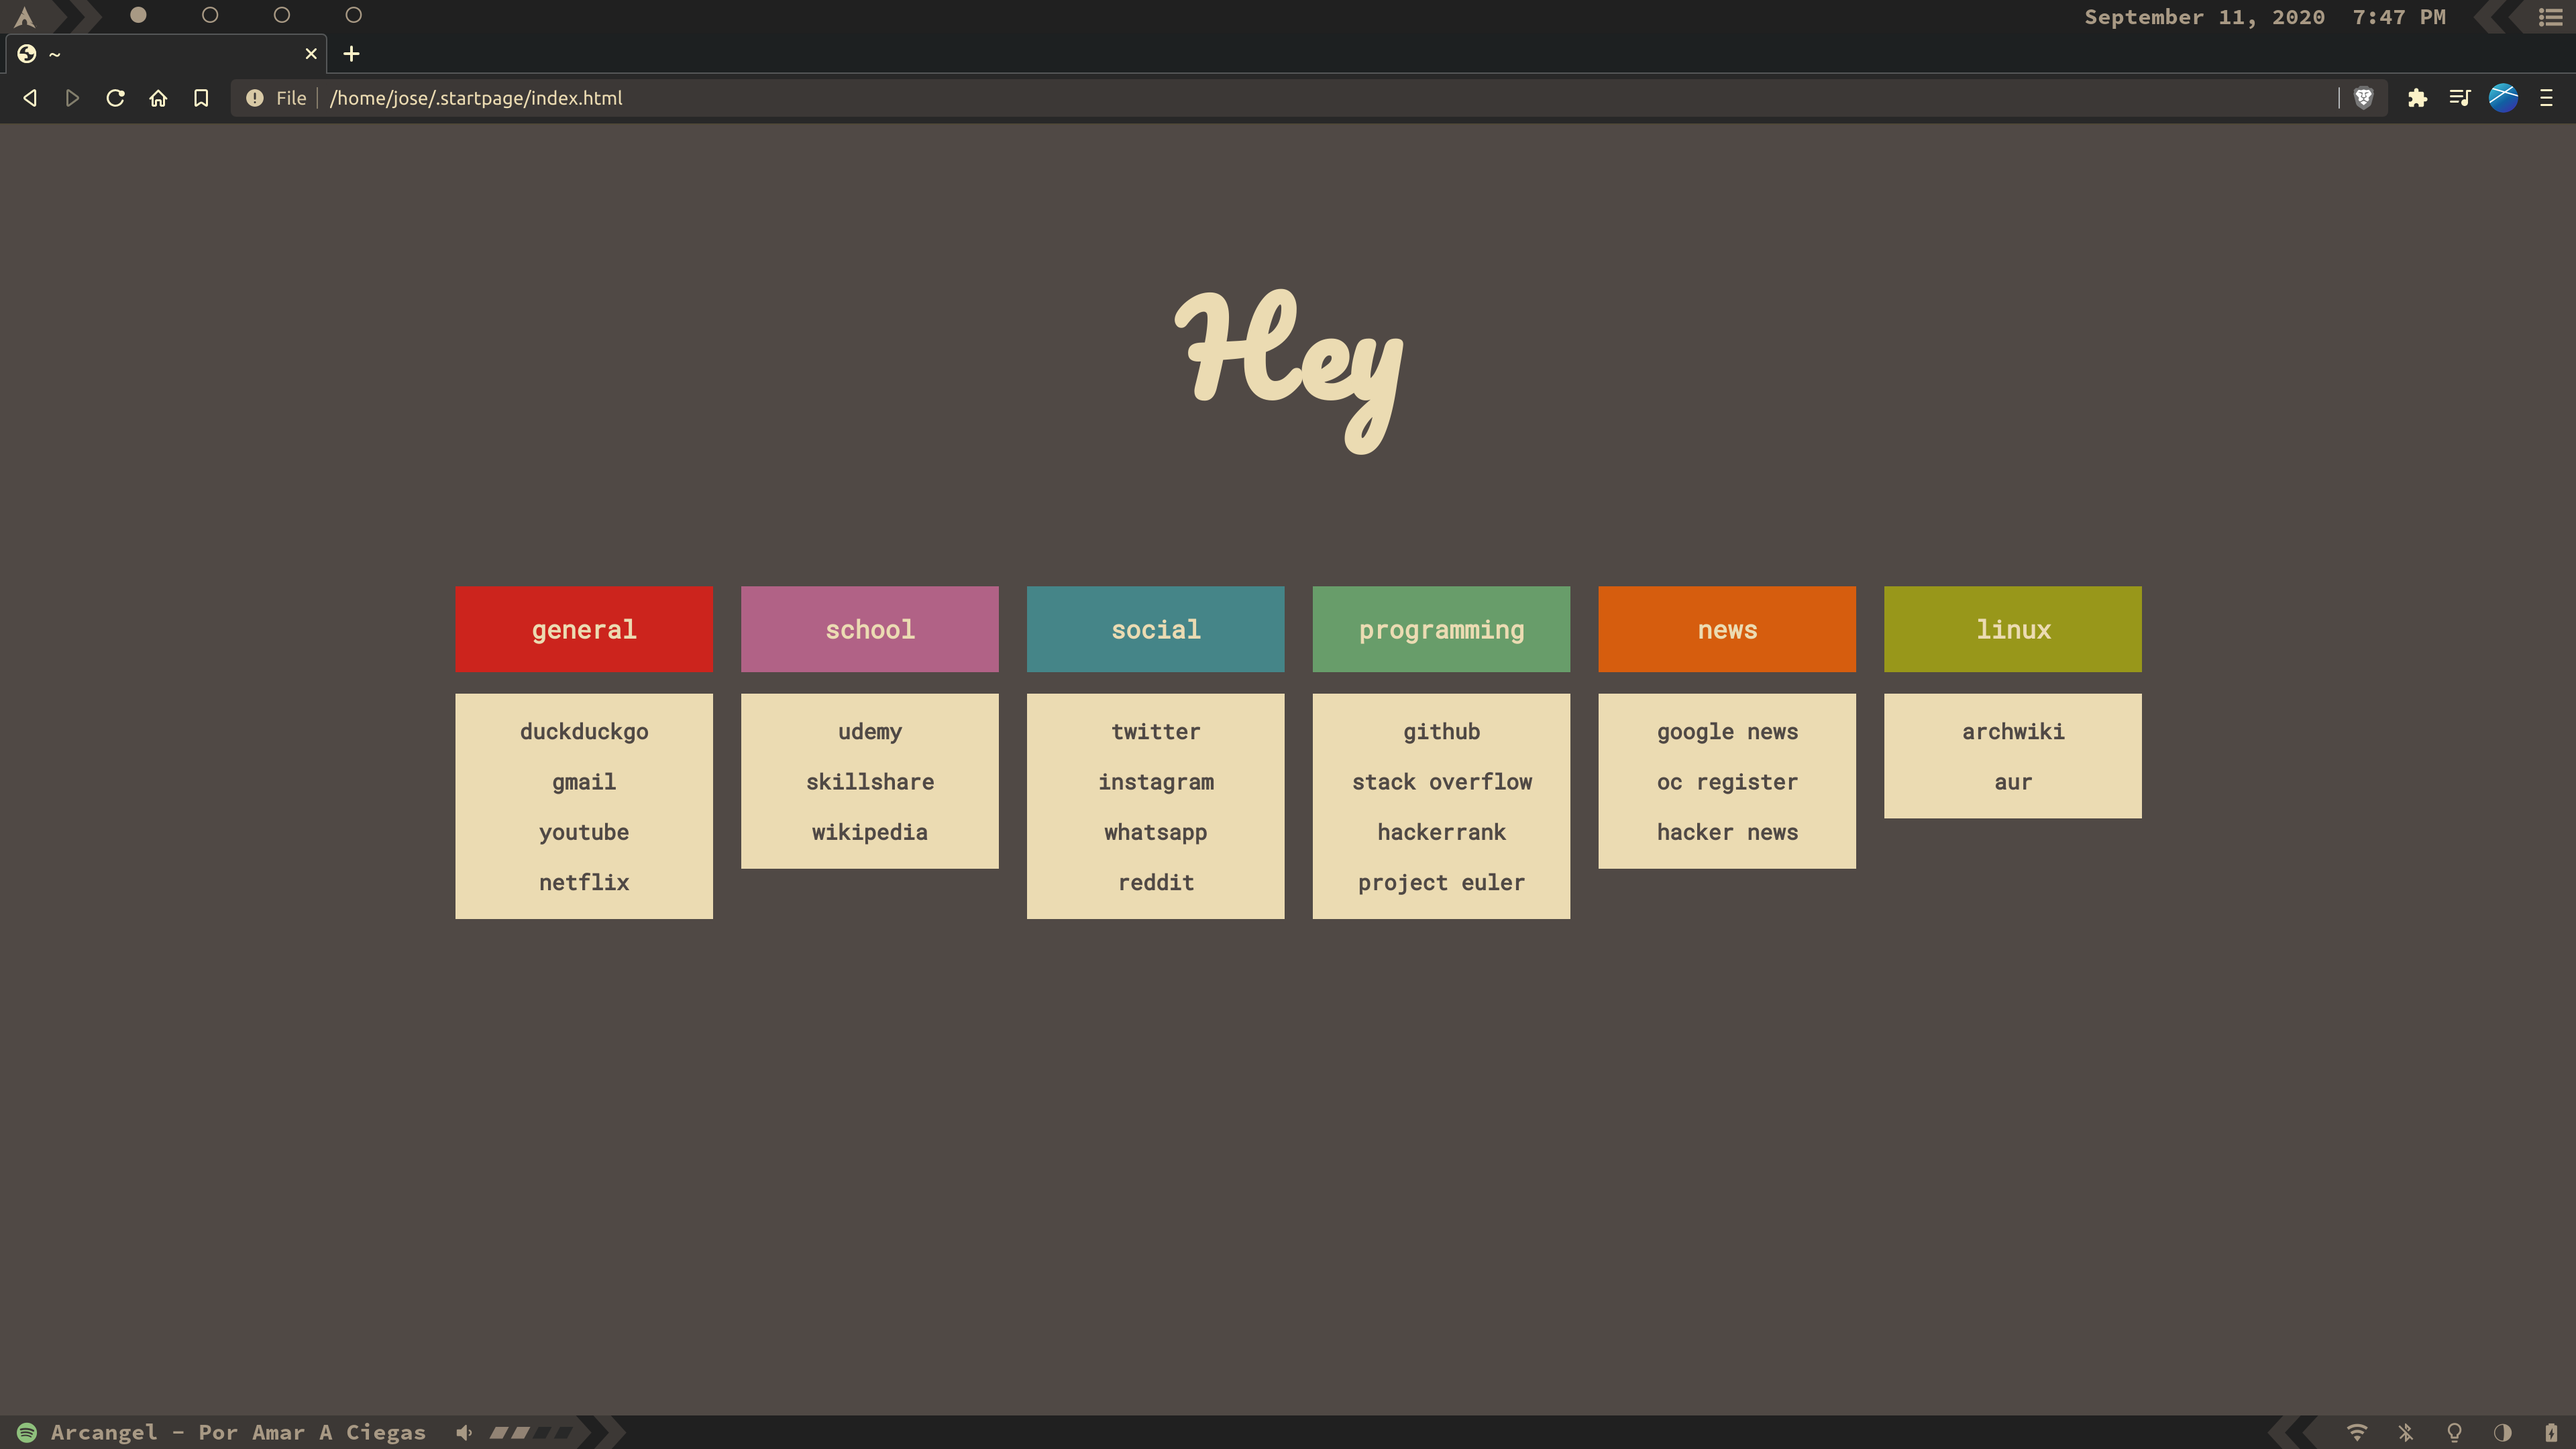 September 11, 2020 7:47 PM
~
File /home/jose/.startpage/index.html
Hey
general
school
social
programming
news
linux
duckduckgo
gmail
youtube
netflix
udemy
skillshare
wikipedia
twitter
instagram
whatsapp
reddit
github
stack overflow
hackerrank
project euler
google news
oc register
hacker news
archwiki
aur
Arcangel - Por Amar A Ciegas